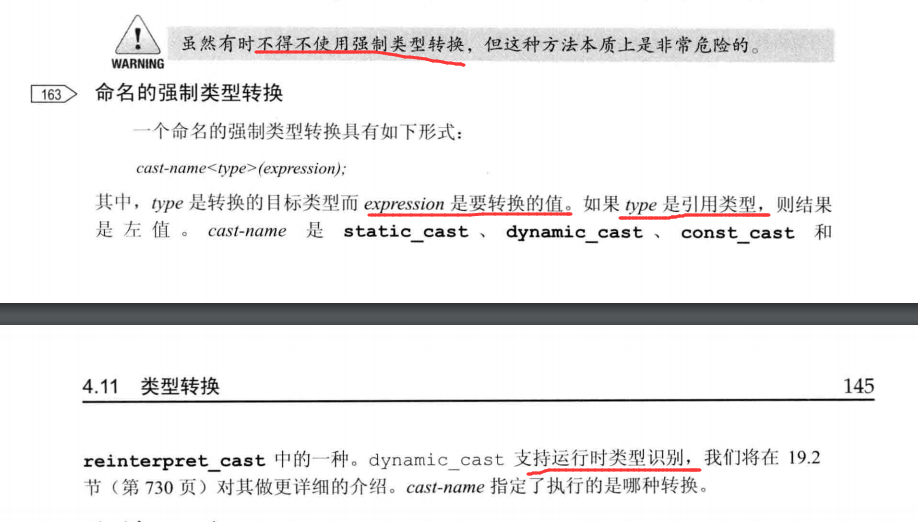 虽然有时不得不使用强制类型转换，但这种方法本质上是非常危险的。
WARNING
163 命名的强制类型转换
一个命名的强制类型转换具有如下形式：
cast-name<type>(expression);
其中，type 是转换的目标类型而 expression 是要转换的值。如果 type 是引用类型，则结果
是左值。cast-name 是 static_cast、dynamic_cast、const_cast 和
4.11 类型转换 145
reinterpret_cast 中的一种。dynamic_cast 支持运行时类型识别，我们将在 19.2
节（第 730 页）对其做更详细的介绍。cast-name 指定了执行的是哪种转换。